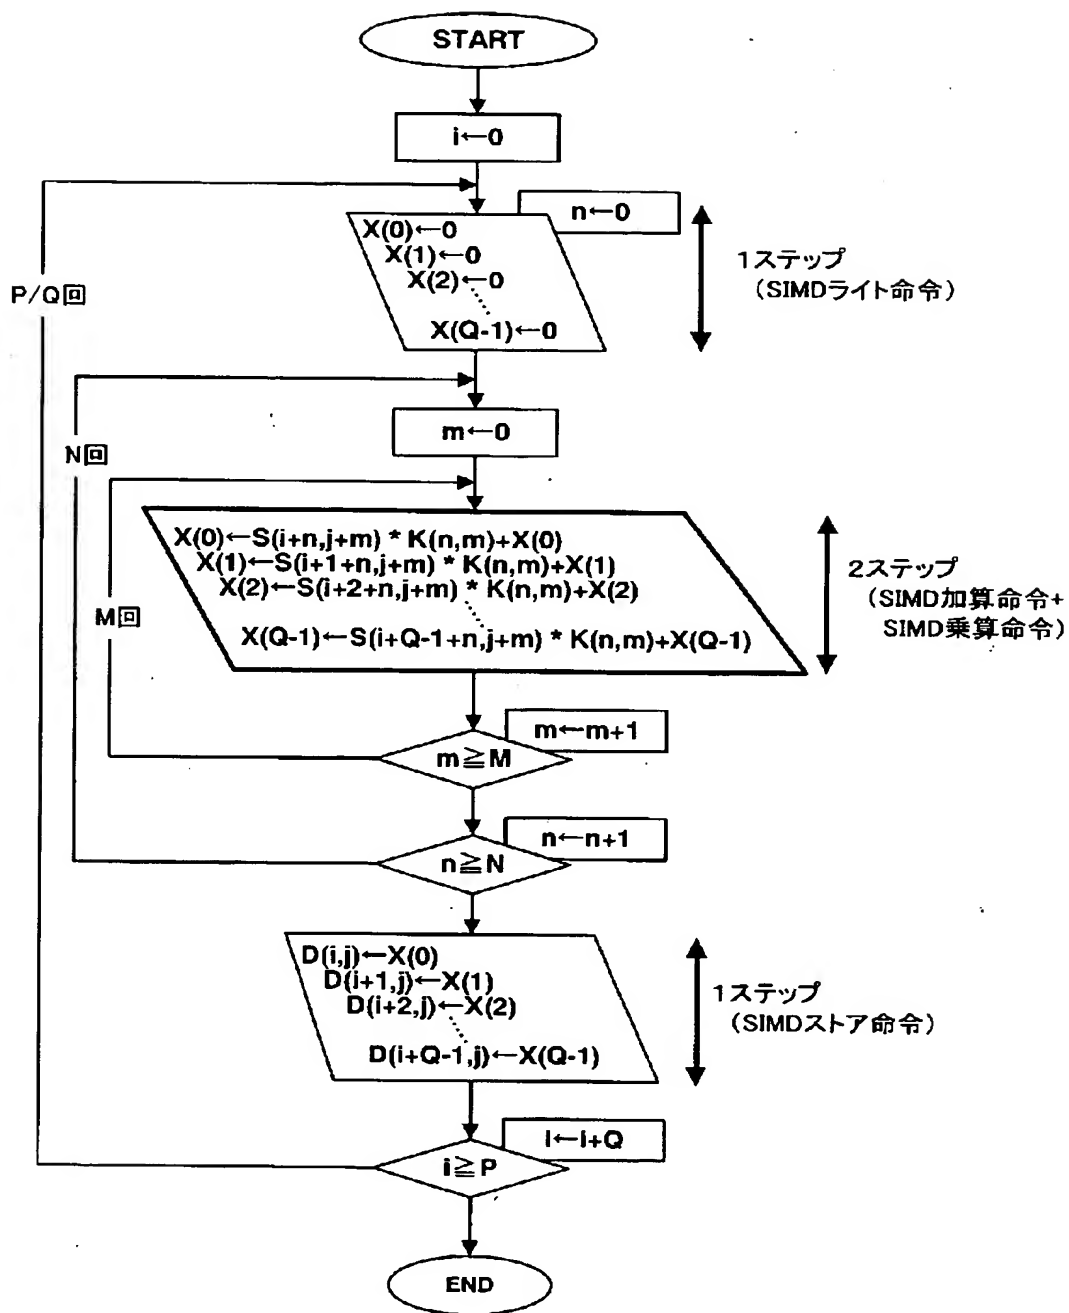 START
i←0
n←0
X(0)←0
X(1)←0
X(2)←0
X(Q-1)←0
1ステップ
(SIMDライト命令)
P/Q回
m←0
N回
X(0)←S(i+n,j+m) * K(n,m)+X(0)
X(1)←S(i+1+n,j+m) * K(n,m)+X(1)
X(2)←S(i+2+n,j+m) * K(n,m)+X(2)
X(Q-1)←S(i+Q-1+n,j+m) * K(n,m)+X(Q-1)
2ステップ
(SIMD加算命令+
SIMD乗算命令)
M回
m←m+1
m≧M
n←n+1
n≧N
D(i,j)←X(0)
D(i+1,j)←X(1)
D(i+2,j)←X(2)
D(i+Q-1,j)←X(Q-1)
1ステップ
(SIMDストア命令)
i←i+Q
i≧P
END